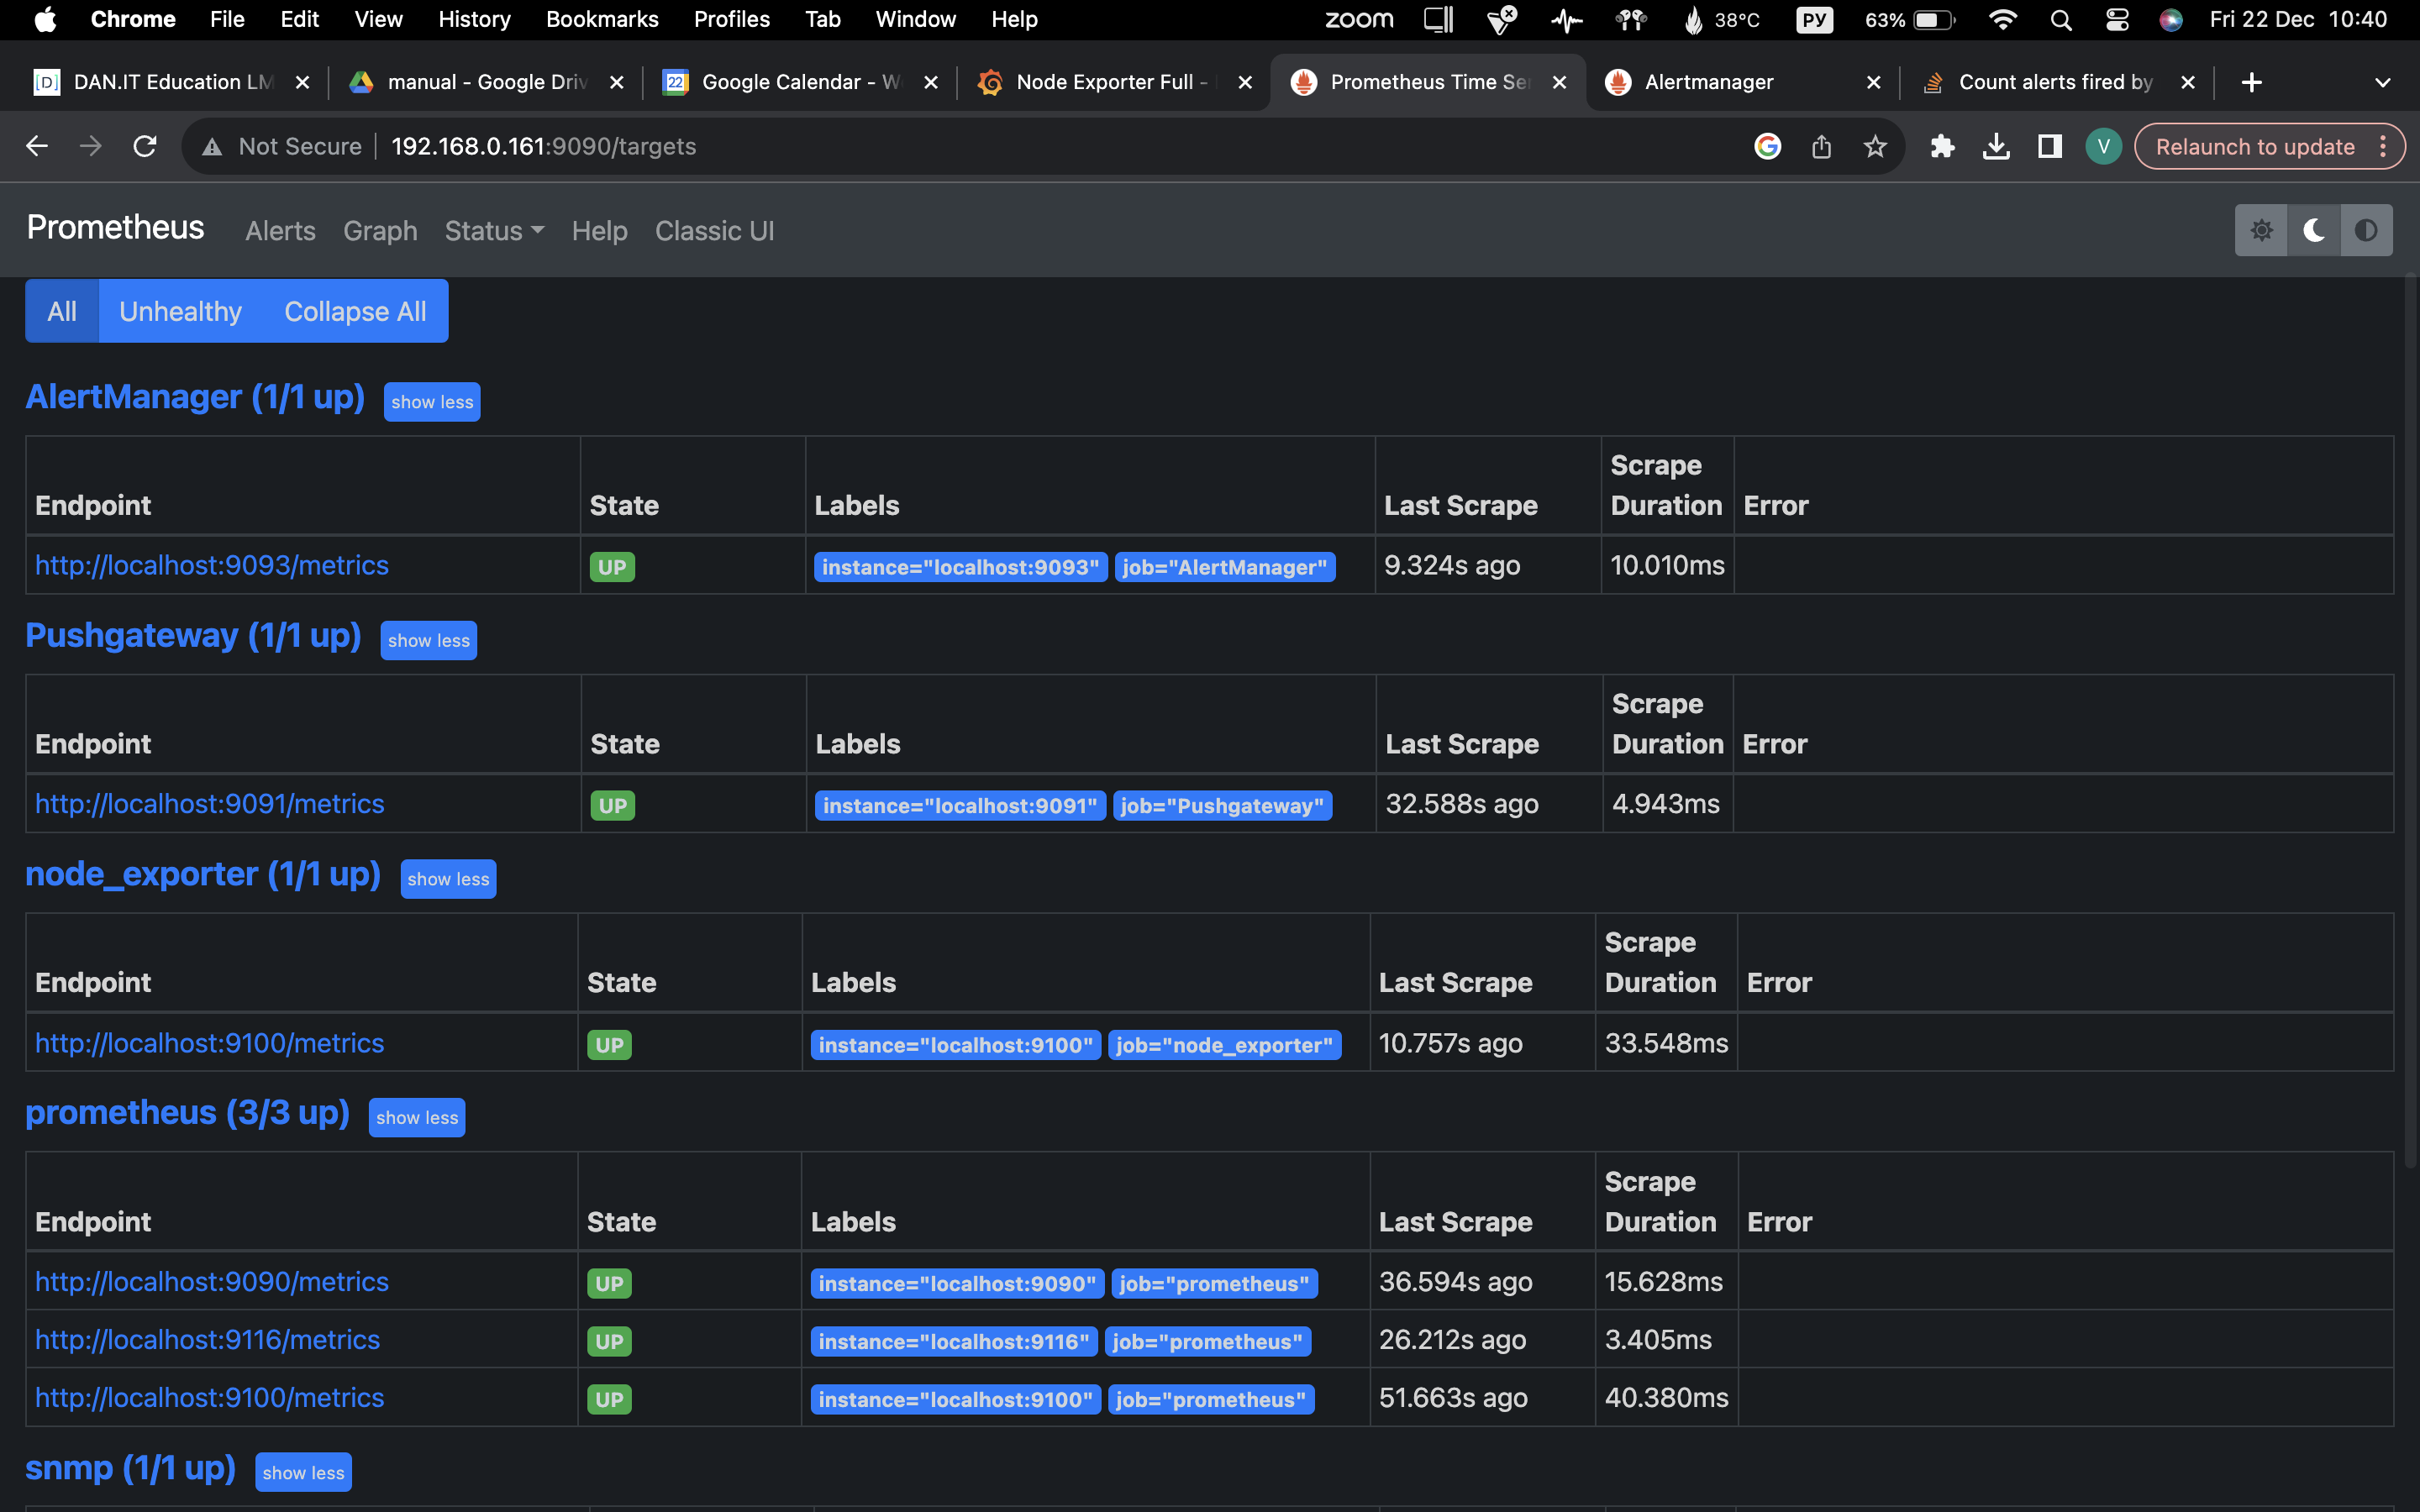 Chrome File Edit View History Bookmarks Profiles Tab Window Help zoom 38°C РУ 63% Fri 22 Dec 10:40
[D] DAN.IT Education LM manual - Google Driv 22 Google Calendar - W Node Exporter Full - Prometheus Time Ser Alertmanager Count alerts fired by
Not Secure 192.168.0.161:9090/targets G V Relaunch to update
Prometheus Alerts Graph Status Help Classic UI
All Unhealthy Collapse All
AlertManager (1/1 up) show less
Endpoint State Labels Last Scrape Scrape Duration Error
http://localhost:9093/metrics UP instance="localhost:9093" job="AlertManager" 9.324s ago 10.010ms
Pushgateway (1/1 up) show less
Endpoint State Labels Last Scrape Scrape Duration Error
http://localhost:9091/metrics UP instance="localhost:9091" job="Pushgateway" 32.588s ago 4.943ms
node_exporter (1/1 up) show less
Endpoint State Labels Last Scrape Scrape Duration Error
http://localhost:9100/metrics UP instance="localhost:9100" job="node_exporter" 10.757s ago 33.548ms
prometheus (3/3 up) show less
Endpoint State Labels Last Scrape Scrape Duration Error
http://localhost:9090/metrics UP instance="localhost:9090" job="prometheus" 36.594s ago 15.628ms
http://localhost:9116/metrics UP instance="localhost:9116" job="prometheus" 26.212s ago 3.405ms
http://localhost:9100/metrics UP instance="localhost:9100" job="prometheus" 51.663s ago 40.380ms
snmp (1/1 up) show less